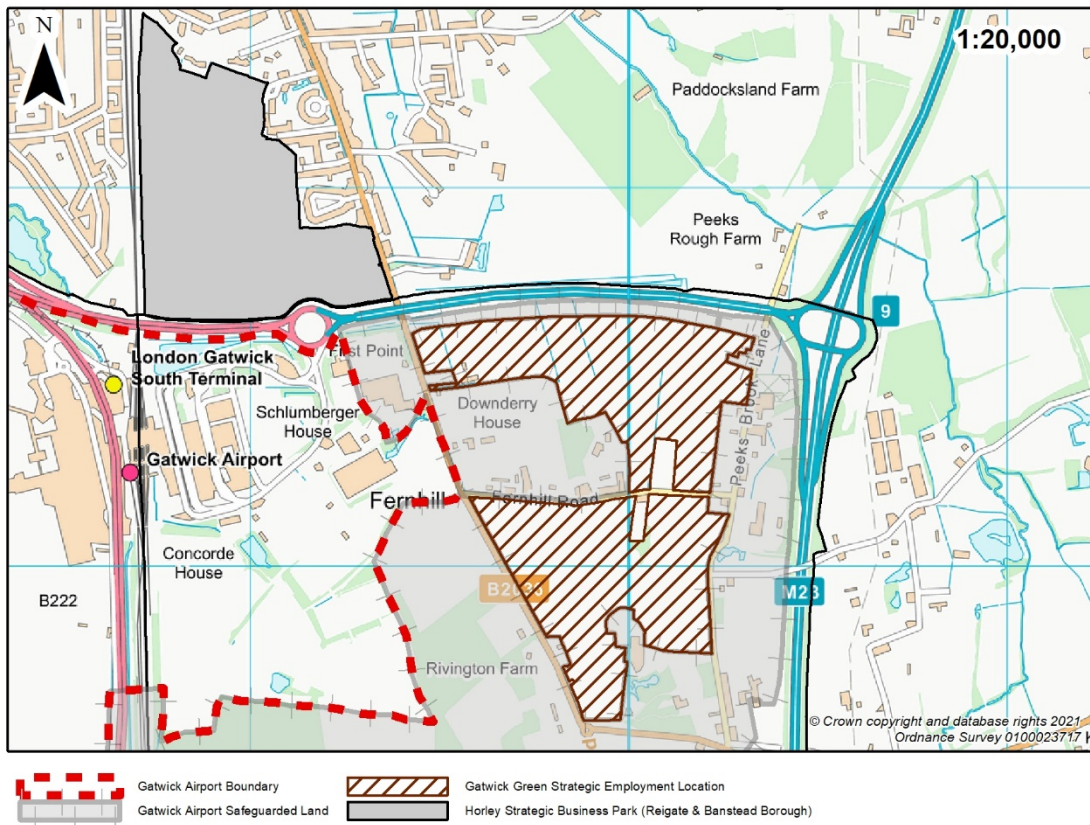 N
1:20,000
Paddocksland Farm
Peeks
Rough Farm
9
London Gatwick
South Terminal
First Point
Schlumberger
House
Downderry
House
Gatwick Airport
Peeks Brook Lane
Fernhill
Fernhill Road
Concorde
House
B222
B2036
M23
Rivington Farm
© Crown copyright and database rights 2021
Ordnance Survey 0100023717
Gatwick Airport Boundary
Gatwick Green Strategic Employment Location
Gatwick Airport Safeguarded Land
Horley Strategic Business Park (Reigate & Banstead Borough)